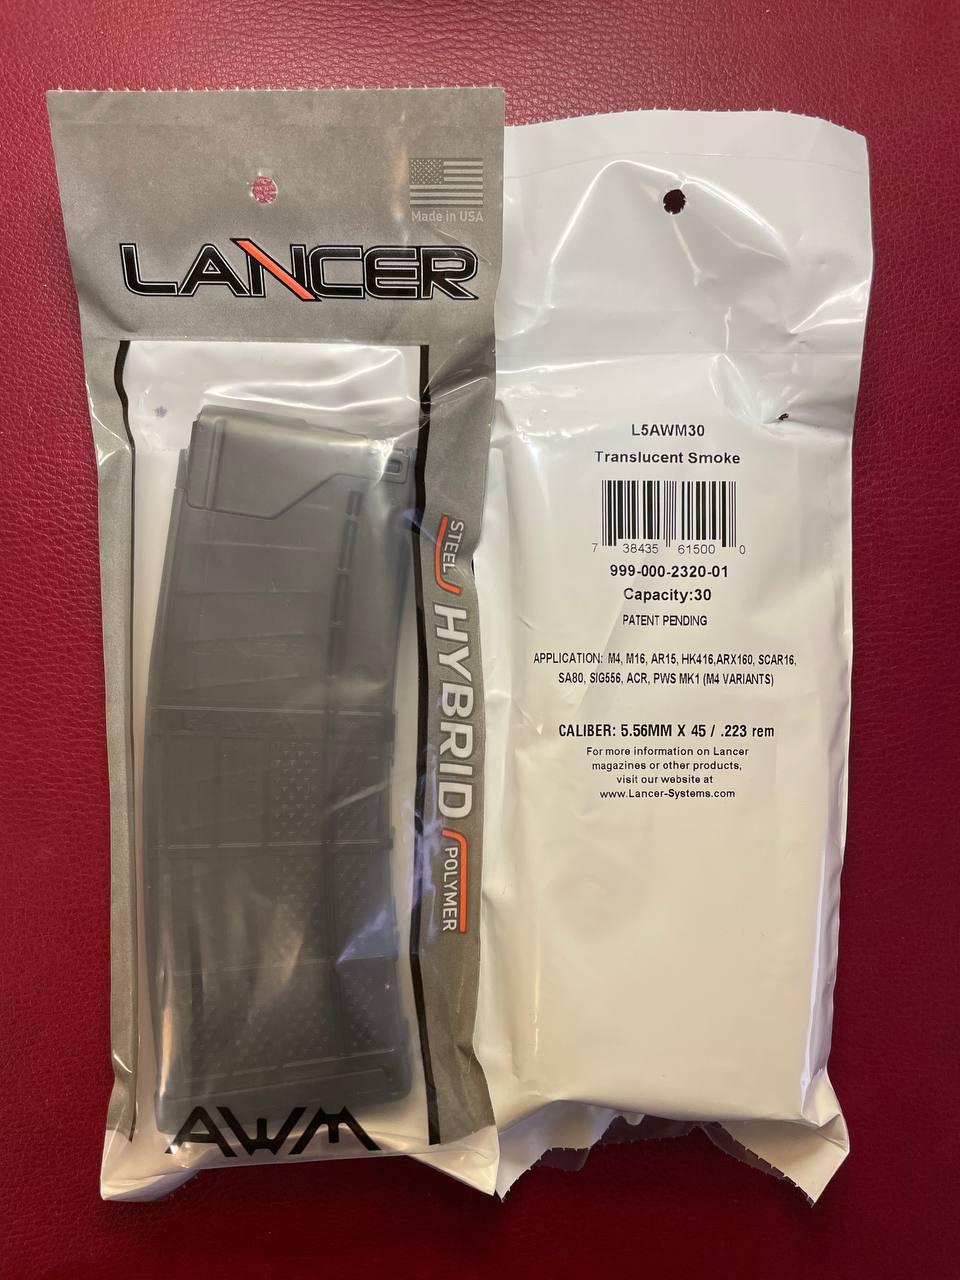 Made in USA
LANCER
STEEL
HYBRID
POLYMER
AWM
L5AWM30
Translucent Smoke
7 38435 61500 0
999-000-2320-01
Capacity:30
PATENT PENDING
APPLICATION: M4, M16, AR15, HK416,ARX160, SCAR16,
SA80, SIG556, ACR, PWS MK1 (M4 VARIANTS)
CALIBER: 5.56MM X 45 / .223 rem
For more information on Lancer
magazines or other products,
visit our website at
www.Lancer-Systems.com